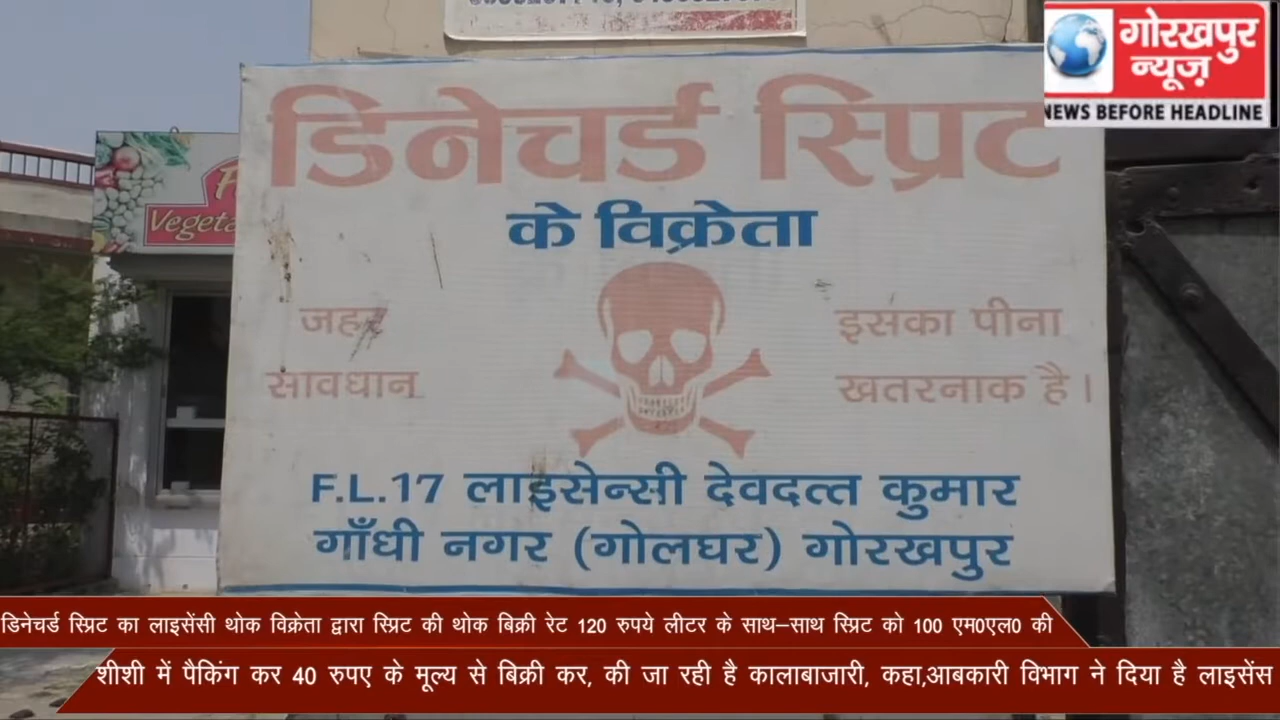 गोरखपुर
न्यूज़
NEWS BEFORE HEADLINE
डिनेचर्ड स्प्रिट
के विक्रेता
जहर
सावधान
इसका पीना
खतरनाक है।
F.L.17 लाइसेन्सी देवदत्त कुमार
गाँधी नगर (गोलघर) गोरखपुर
डिनेचर्ड स्प्रिट का लाइसेंसी थोक विक्रेता द्वारा स्प्रिट की थोक बिक्री रेट 120 रुपये लीटर के साथ–साथ स्प्रिट को 100 एम0एल0 की
शीशी में पैकिंग कर 40 रुपए के मूल्य से बिक्री कर, की जा रही है कालाबाजारी, कहा,आबकारी विभाग ने दिया है लाइसेंस